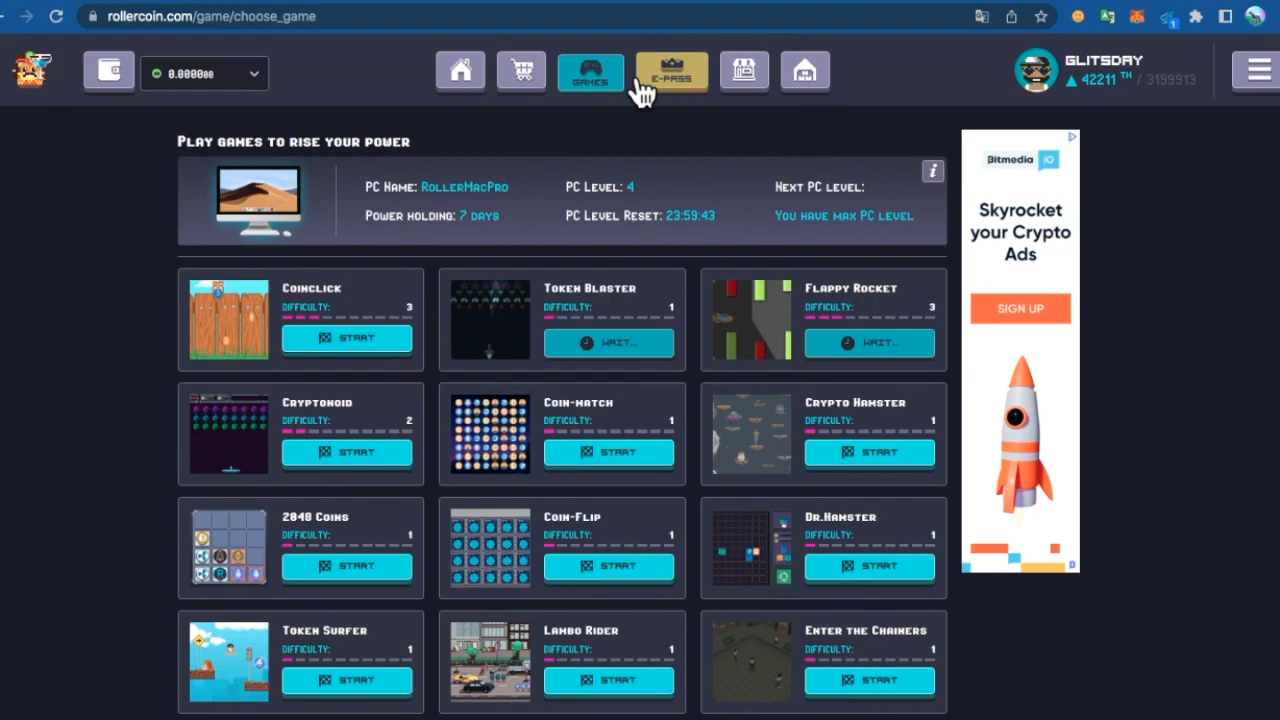 rollercoin.com/game/choose_game
1
GAMES
E-PASS
GLITSDAY
42211 TH / 3199913
PLAY GAMES TO RISE YOUR POWER
i
PC NAME: ROLLERMACPRO
PC LEVEL: 4
NEXT PC LEVEL:
POWER HOLDING: 7 DAYS
PC LEVEL RESET: 23:59:43
YOU HAVE MAX PC LEVEL
COINCLICK
DIFFICULTY: 3
START
TOKEN BLASTER
DIFFICULTY: 1
WAIT...
FLAPPY ROCKET
DIFFICULTY: 3
WAIT...
CRYPTONOID
DIFFICULTY: 2
START
COIN-MATCH
DIFFICULTY: 1
START
CRYPTO HAMSTER
DIFFICULTY: 1
START
2048 COINS
DIFFICULTY: 1
START
COIN-FLIP
DIFFICULTY: 1
START
DR.HAMSTER
DIFFICULTY: 1
START
TOKEN SURFER
DIFFICULTY: 1
START
LAMBO RIDER
DIFFICULTY: 1
START
ENTER THE CHAINERS
DIFFICULTY: 1
START
Bitmedia IO
Skyrocket
your Crypto
Ads
SIGN UP